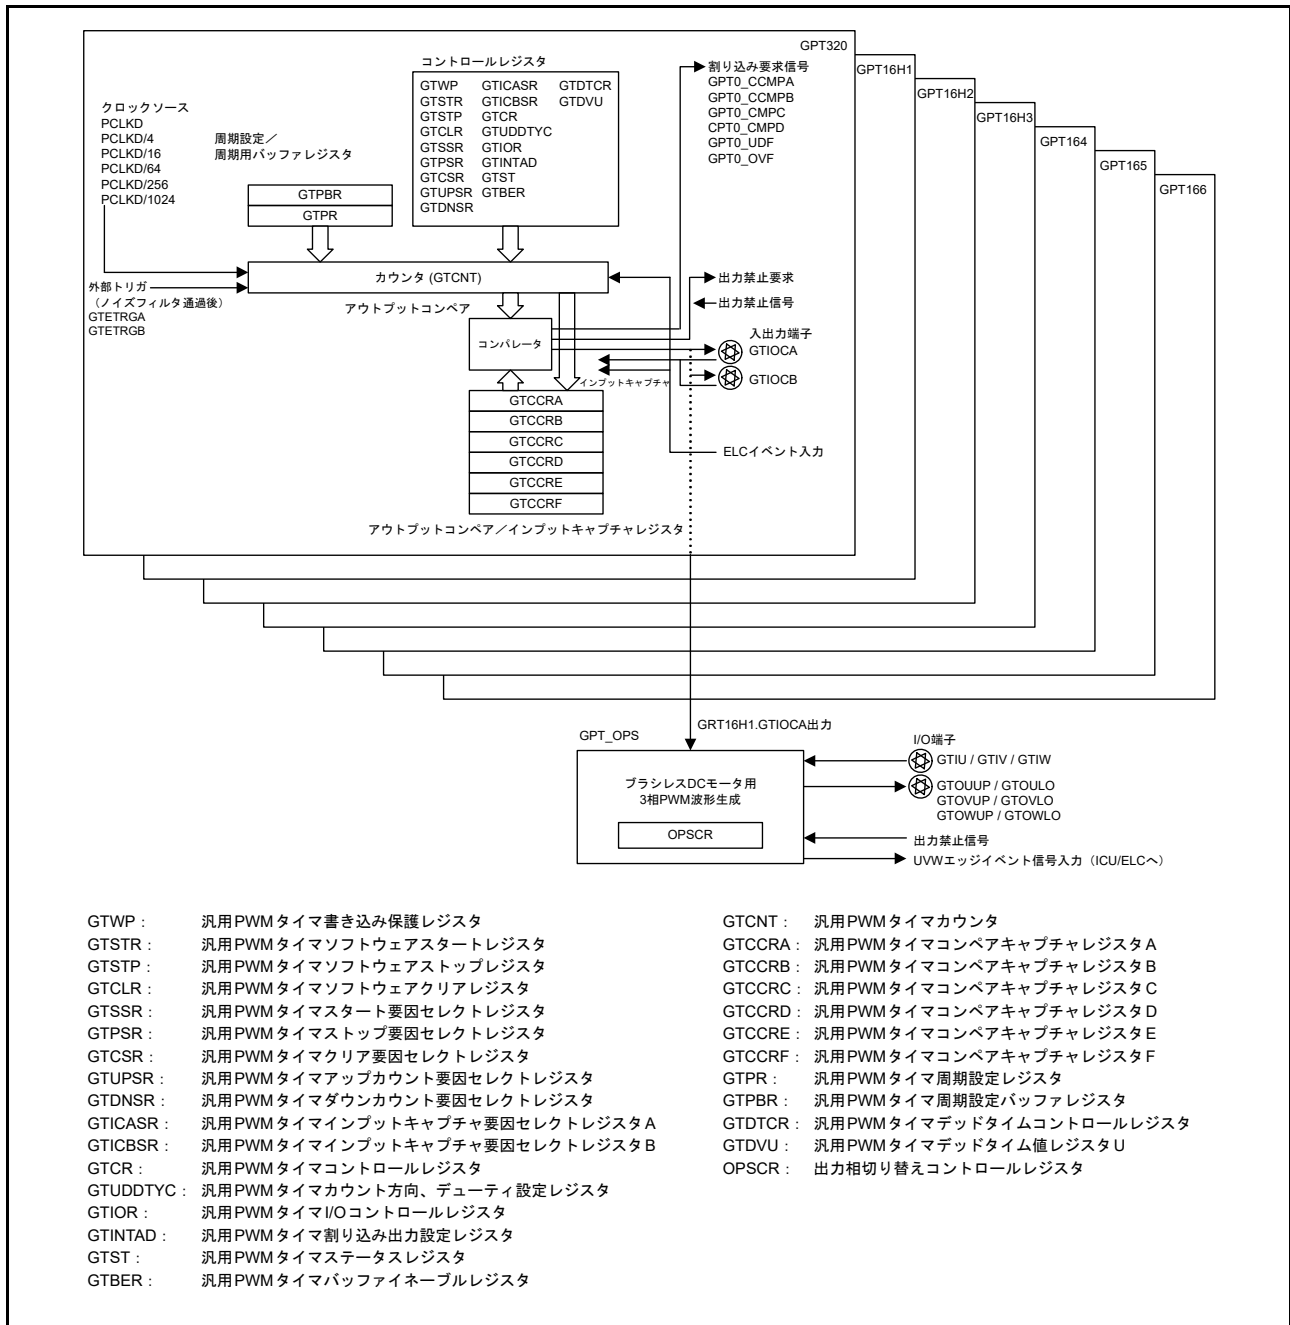 GPT320
GPT16H1
GPT16H2
GPT16H3
GPT164
GPT165
GPT166
コントロールレジスタ
GTWP GTICASR GTDTCR
GTSTR GTICBSR GTDVU
GTSTP GTCR
GTCLR GTUDDTYC
GTSSR GTIOR
GTPSR GTINTAD
GTCSR GTST
GTUPSR GTBER
GTDNSR
割り込み要求信号
GPT0_CCMPA
GPT0_CCMPB
GPT0_CMPC
CPT0_CMPD
GPT0_UDF
GPT0_OVF
クロックソース
PCLKD
PCLKD/4
PCLKD/16
PCLKD/64
PCLKD/256
PCLKD/1024
周期設定/
周期用バッファレジスタ
GTPBR
GTPR
カウンタ (GTCNT)
外部トリガ
(ノイズフィルタ通過後)
GTETRGA
GTETRGB
アウトプットコンペア
コンパレータ
出力禁止要求
出力禁止信号
入出力端子
GTIOCA
GTIOCB
インプットキャプチャ
GTCCRA
GTCCRB
GTCCRC
GTCCRD
GTCCRE
GTCCRF
ELCイベント入力
アウトプットコンペア/インプットキャプチャレジスタ
GRT16H1.GTIOCA出力
GPT_OPS
ブラシレスDCモータ用
3相PWM波形生成
OPSCR
I/O端子
GTIU / GTIV / GTIW
GTOUUP / GTOULO
GTOVUP / GTOVLO
GTOWUP / GTOWLO
出力禁止信号
UVWエッジイベント信号入力(ICU/ELCへ)
GTWP: 汎用PWMタイマ書き込み保護レジスタ
GTSTR: 汎用PWMタイマソフトウェアスタートレジスタ
GTSTP: 汎用PWMタイマソフトウェアストップレジスタ
GTCLR: 汎用PWMタイマソフトウェアクリアレジスタ
GTSSR: 汎用PWMタイマスタート要因セレクトレジスタ
GTPSR: 汎用PWMタイマストップ要因セレクトレジスタ
GTCSR: 汎用PWMタイマクリア要因セレクトレジスタ
GTUPSR: 汎用PWMタイマアップカウント要因セレクトレジスタ
GTDNSR: 汎用PWMタイマダウンカウント要因セレクトレジスタ
GTICASR: 汎用PWMタイマインプットキャプチャ要因セレクトレジスタA
GTICBSR: 汎用PWMタイマインプットキャプチャ要因セレクトレジスタB
GTCR: 汎用PWMタイマコントロールレジスタ
GTUDDTYC: 汎用PWMタイマカウント方向、デューティ設定レジスタ
GTIOR: 汎用PWMタイマI/Oコントロールレジスタ
GTINTAD: 汎用PWMタイマ割り込み出力設定レジスタ
GTST: 汎用PWMタイマステータスレジスタ
GTBER: 汎用PWMタイマバッファイネーブルレジスタ
GTCNT: 汎用PWMタイマカウンタ
GTCCRA: 汎用PWMタイマコンペアキャプチャレジスタA
GTCCRB: 汎用PWMタイマコンペアキャプチャレジスタB
GTCCRC: 汎用PWMタイマコンペアキャプチャレジスタC
GTCCRD: 汎用PWMタイマコンペアキャプチャレジスタD
GTCCRE: 汎用PWMタイマコンペアキャプチャレジスタE
GTCCRF: 汎用PWMタイマコンペアキャプチャレジスタF
GTPR: 汎用PWMタイマ周期設定レジスタ
GTPBR: 汎用PWMタイマ周期設定バッファレジスタ
GTDTCR: 汎用PWMタイマデッドタイムコントロールレジスタ
GTDVU: 汎用PWMタイマデッドタイム値レジスタU
OPSCR: 出力相切り替えコントロールレジスタ